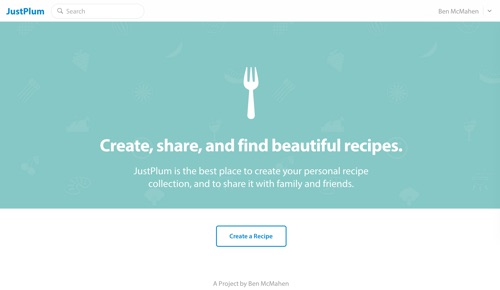 JustPlum
Search
Ben McMahen
Create, share, and find beautiful recipes.
JustPlum is the best place to create your personal recipe
collection, and to share it with family and friends.
Create a Recipe
A Project by Ben McMahen